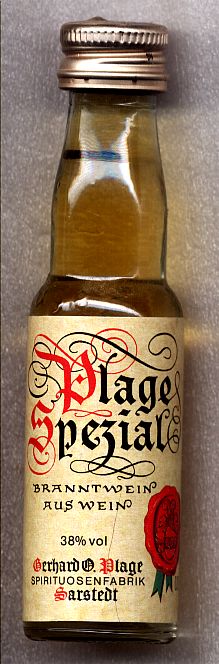 Plage
Spezial
BRANNTWEIN
AUS WEIN
38% vol
Gerhard O. Plage
SPIRITUOSENFABRIK
Sarstedt